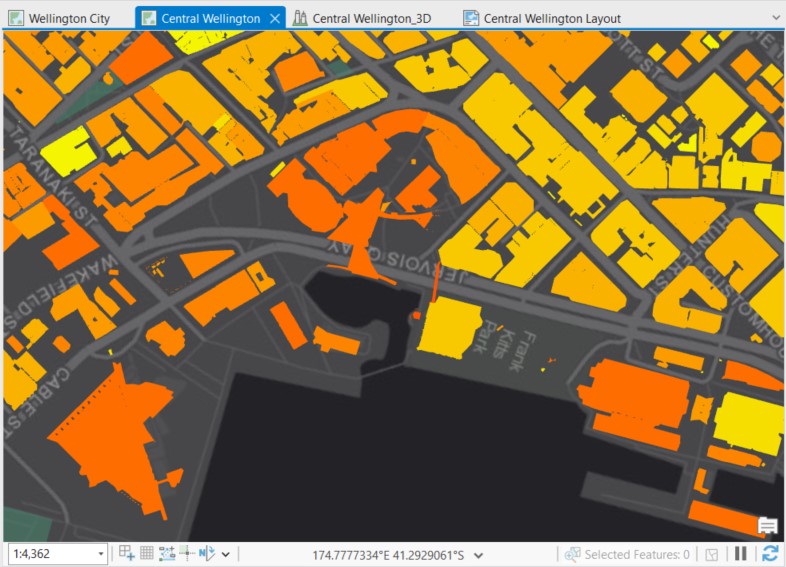 Wellington City
Central Wellington
Central Wellington_3D
Central Wellington Layout
TARANAKI ST
WAKEFIELD S
CABLE ST
JERVOIS QUAY
Frank
Kitts
Park
HUNTER ST
CUSTOMHO
OTT ST
1:4,362
174.7777334°E 41.2929061°S
Selected Features: 0